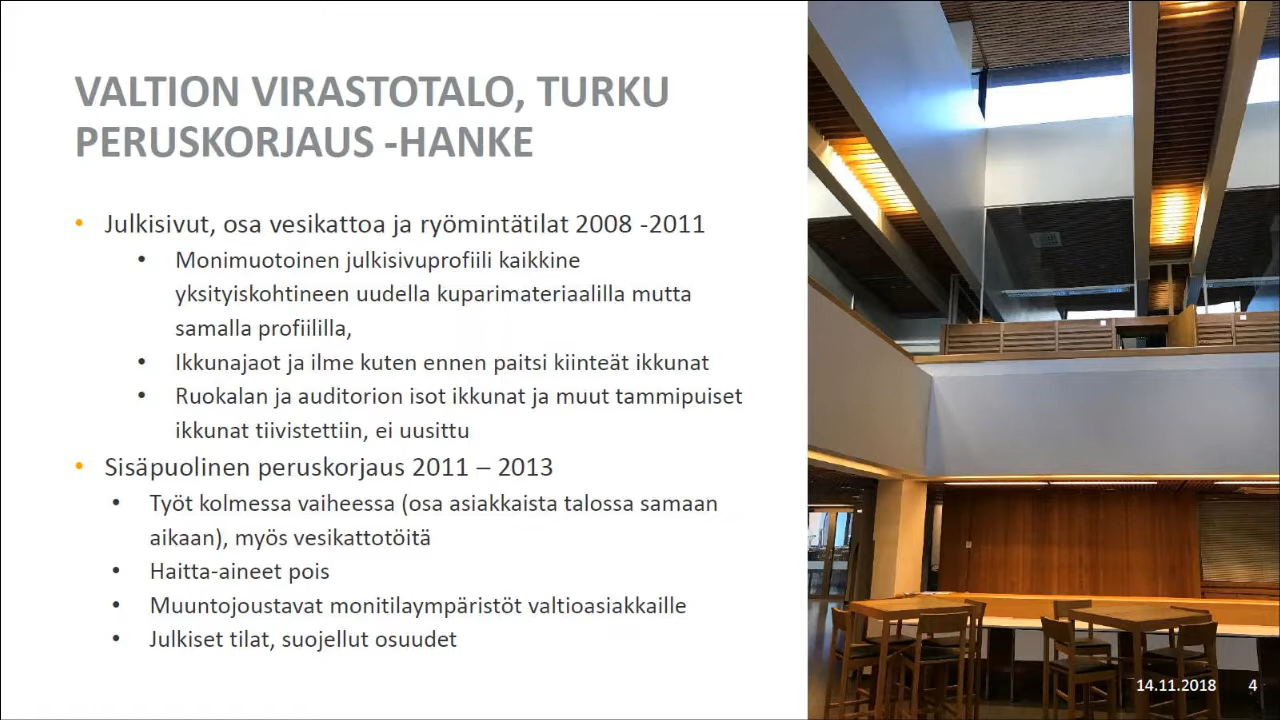 VALTION VIRASTOTALO, TURKU
PERUSKORJAUS -HANKE
• Julkisivut, osa vesikattoa ja ryömintätilat 2008 -2011
• Monimuotoinen julkisivuprofiili kaikkine
yksityiskohtineen uudella kuparimateriaalilla mutta
samalla profiililla,
• Ikkunajaot ja ilme kuten ennen paitsi kiinteät ikkunat
• Ruokalan ja auditorion isot ikkunat ja muut tammipuiset
ikkunat tiivistettiin, ei uusittu
• Sisäpuolinen peruskorjaus 2011 – 2013
• Työt kolmessa vaiheessa (osa asiakkaista talossa samaan
aikaan), myös vesikattotöitä
• Haitta-aineet pois
• Muuntojoustavat monitilaympäristöt valtioasiakkaille
• Julkiset tilat, suojellut osuudet
14.11.2018 4